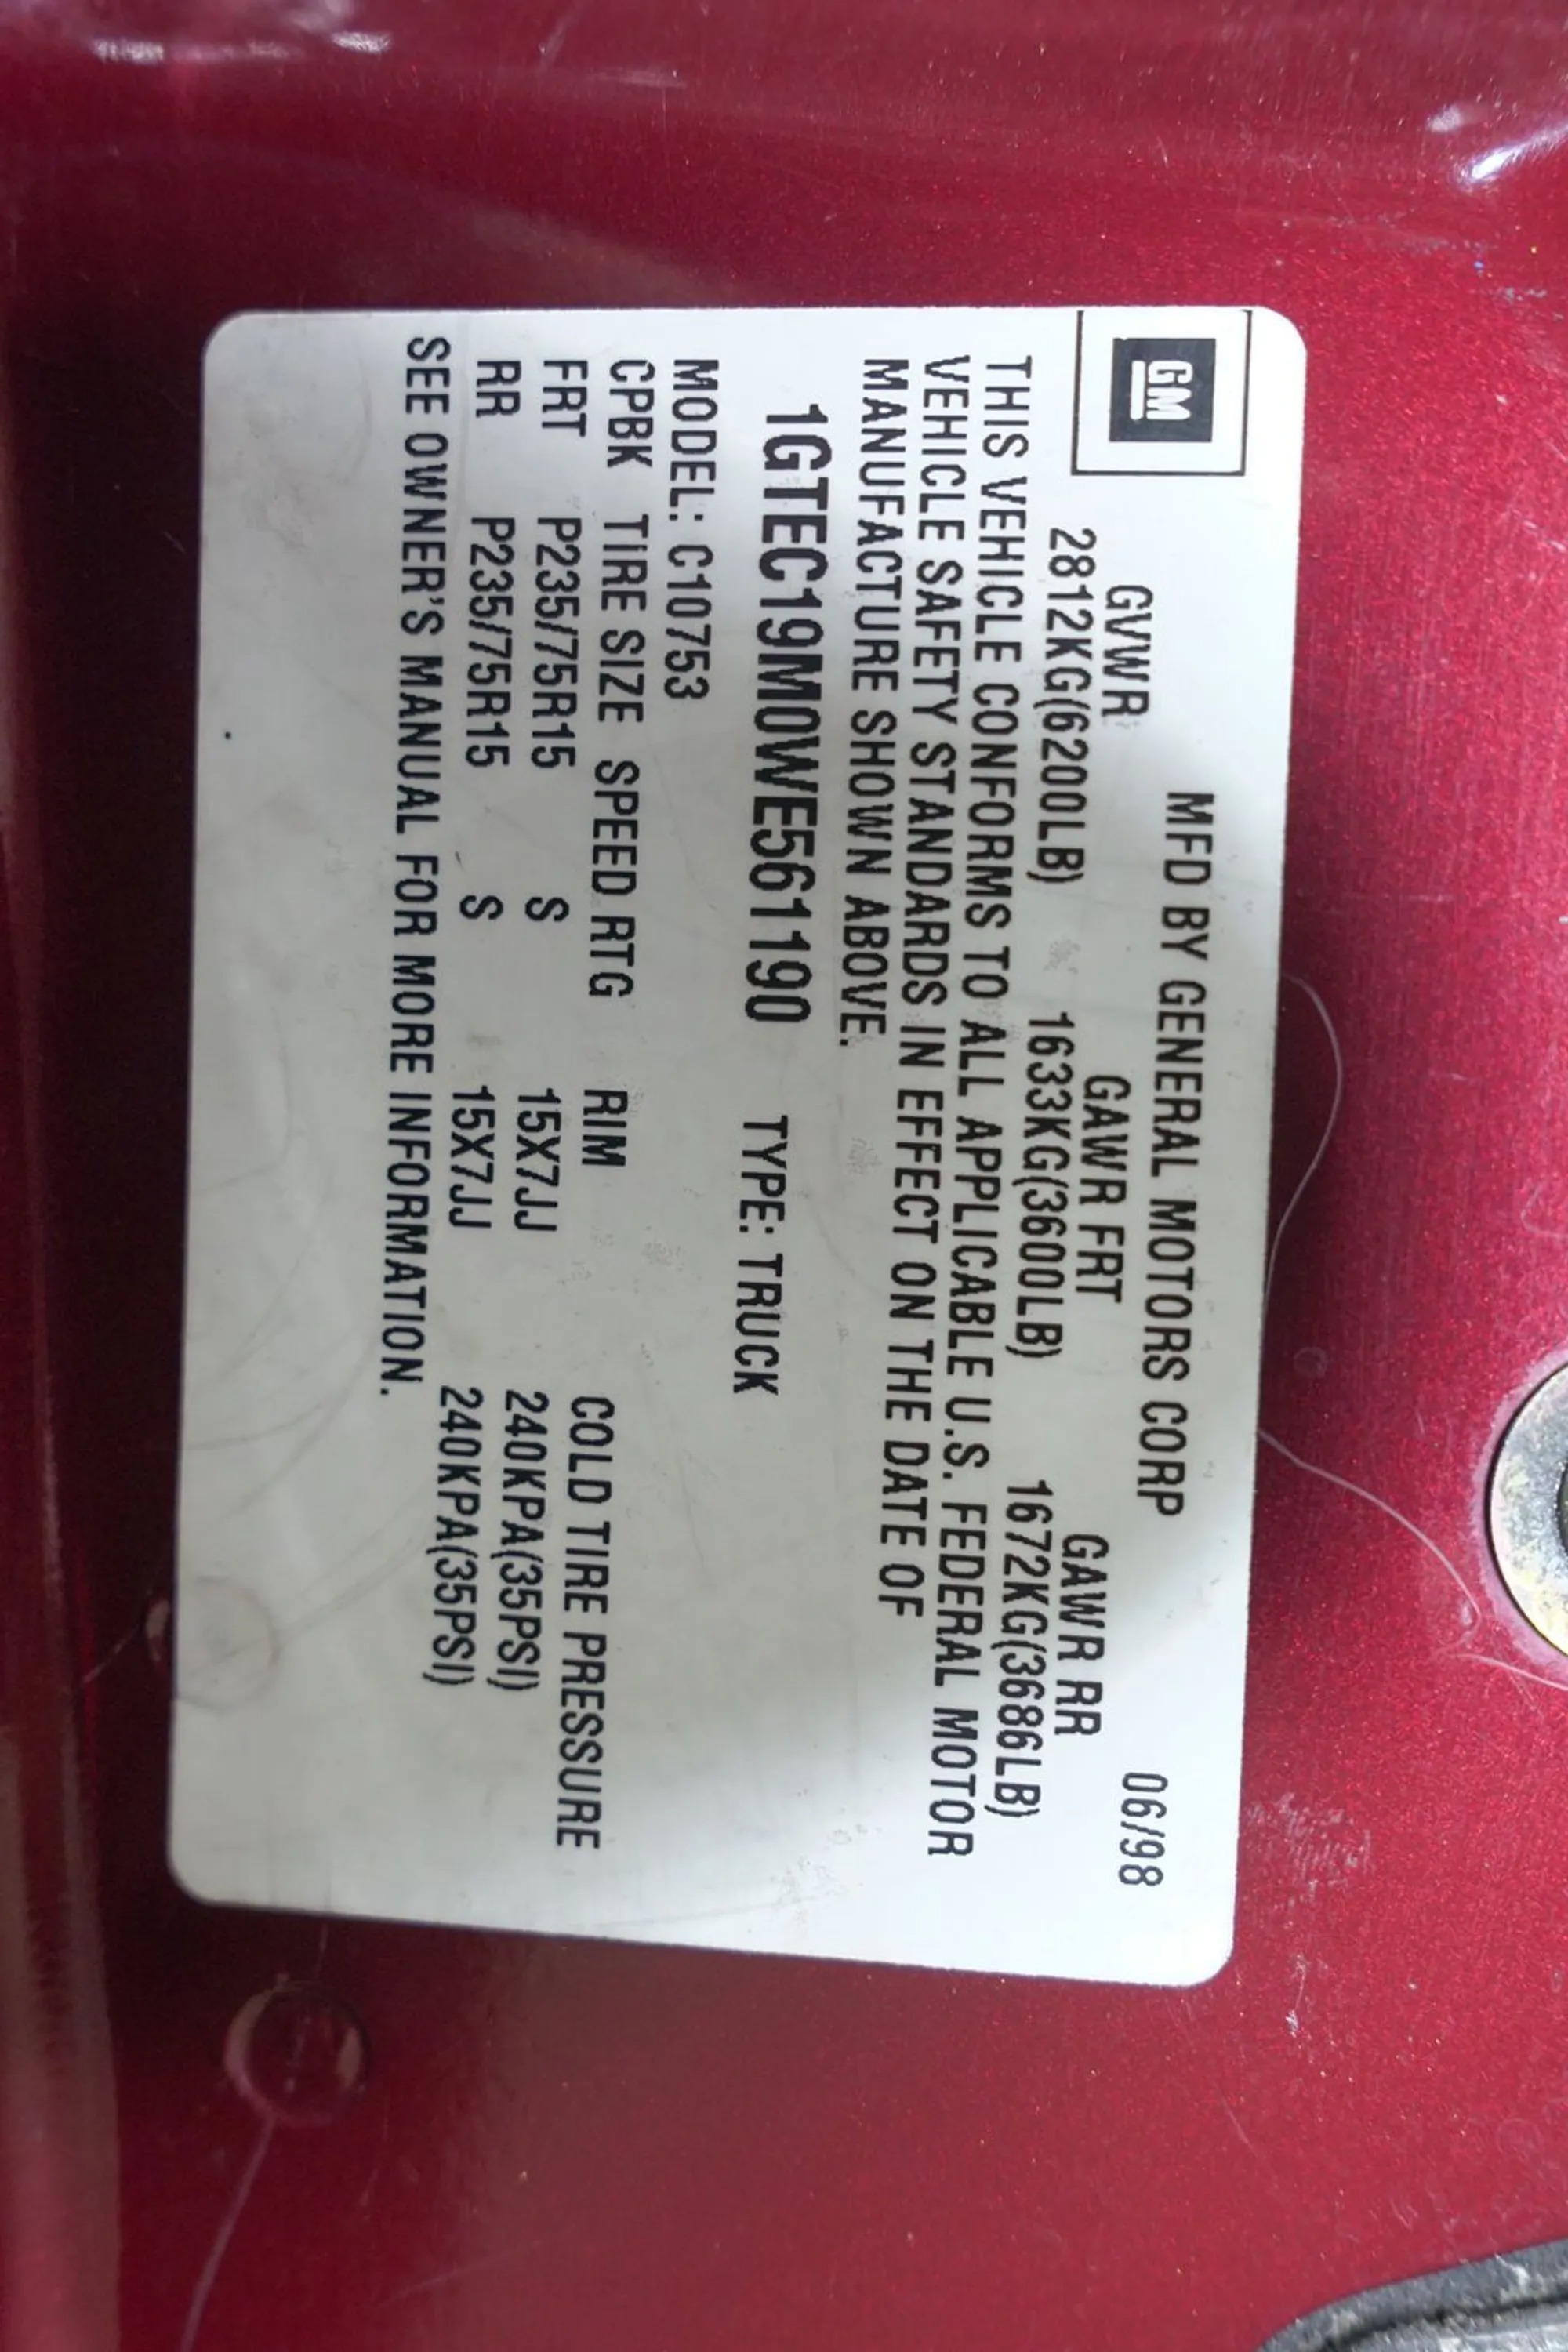 GM
MFD BY GENERAL MOTORS CORP 06/98
GVWR GAWR FRT GAWR RR
2812KG(6200LB) 1633KG(3600LB) 1672KG(3686LB)
THIS VEHICLE CONFORMS TO ALL APPLICABLE U.S. FEDERAL MOTOR
VEHICLE SAFETY STANDARDS IN EFFECT ON THE DATE OF
MANUFACTURE SHOWN ABOVE.
1GTEC19M0WE561190 TYPE: TRUCK
MODEL: C10753
CPBK TIRE SIZE SPEED RTG RIM COLD TIRE PRESSURE
FRT P235/75R15 S 15X7JJ 240KPA(35PSI)
RR P235/75R15 S 15X7JJ 240KPA(35PSI)
SEE OWNER'S MANUAL FOR MORE INFORMATION.